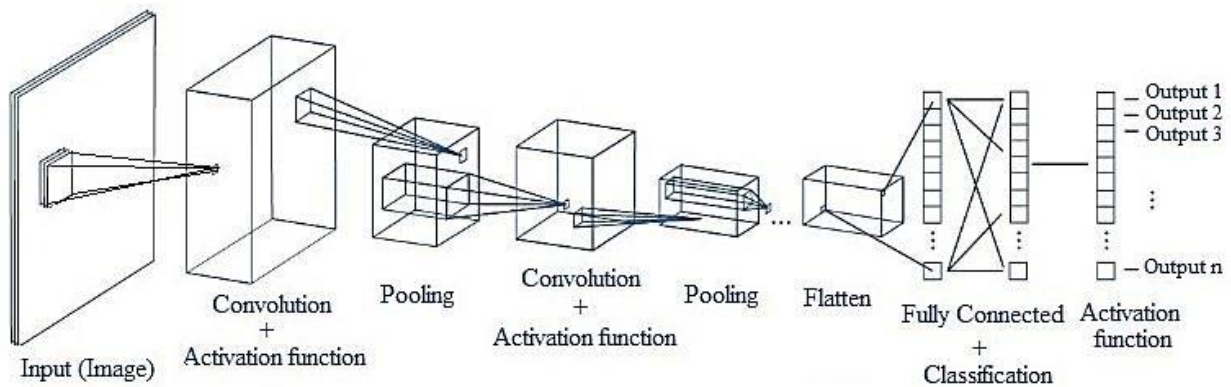 Input (Image)
Convolution
+
Activation function
Pooling
Convolution
+
Activation function
Pooling
...
Flatten
Fully Connected
+
Classification
Activation
function
Output 1
Output 2
Output 3
Output n